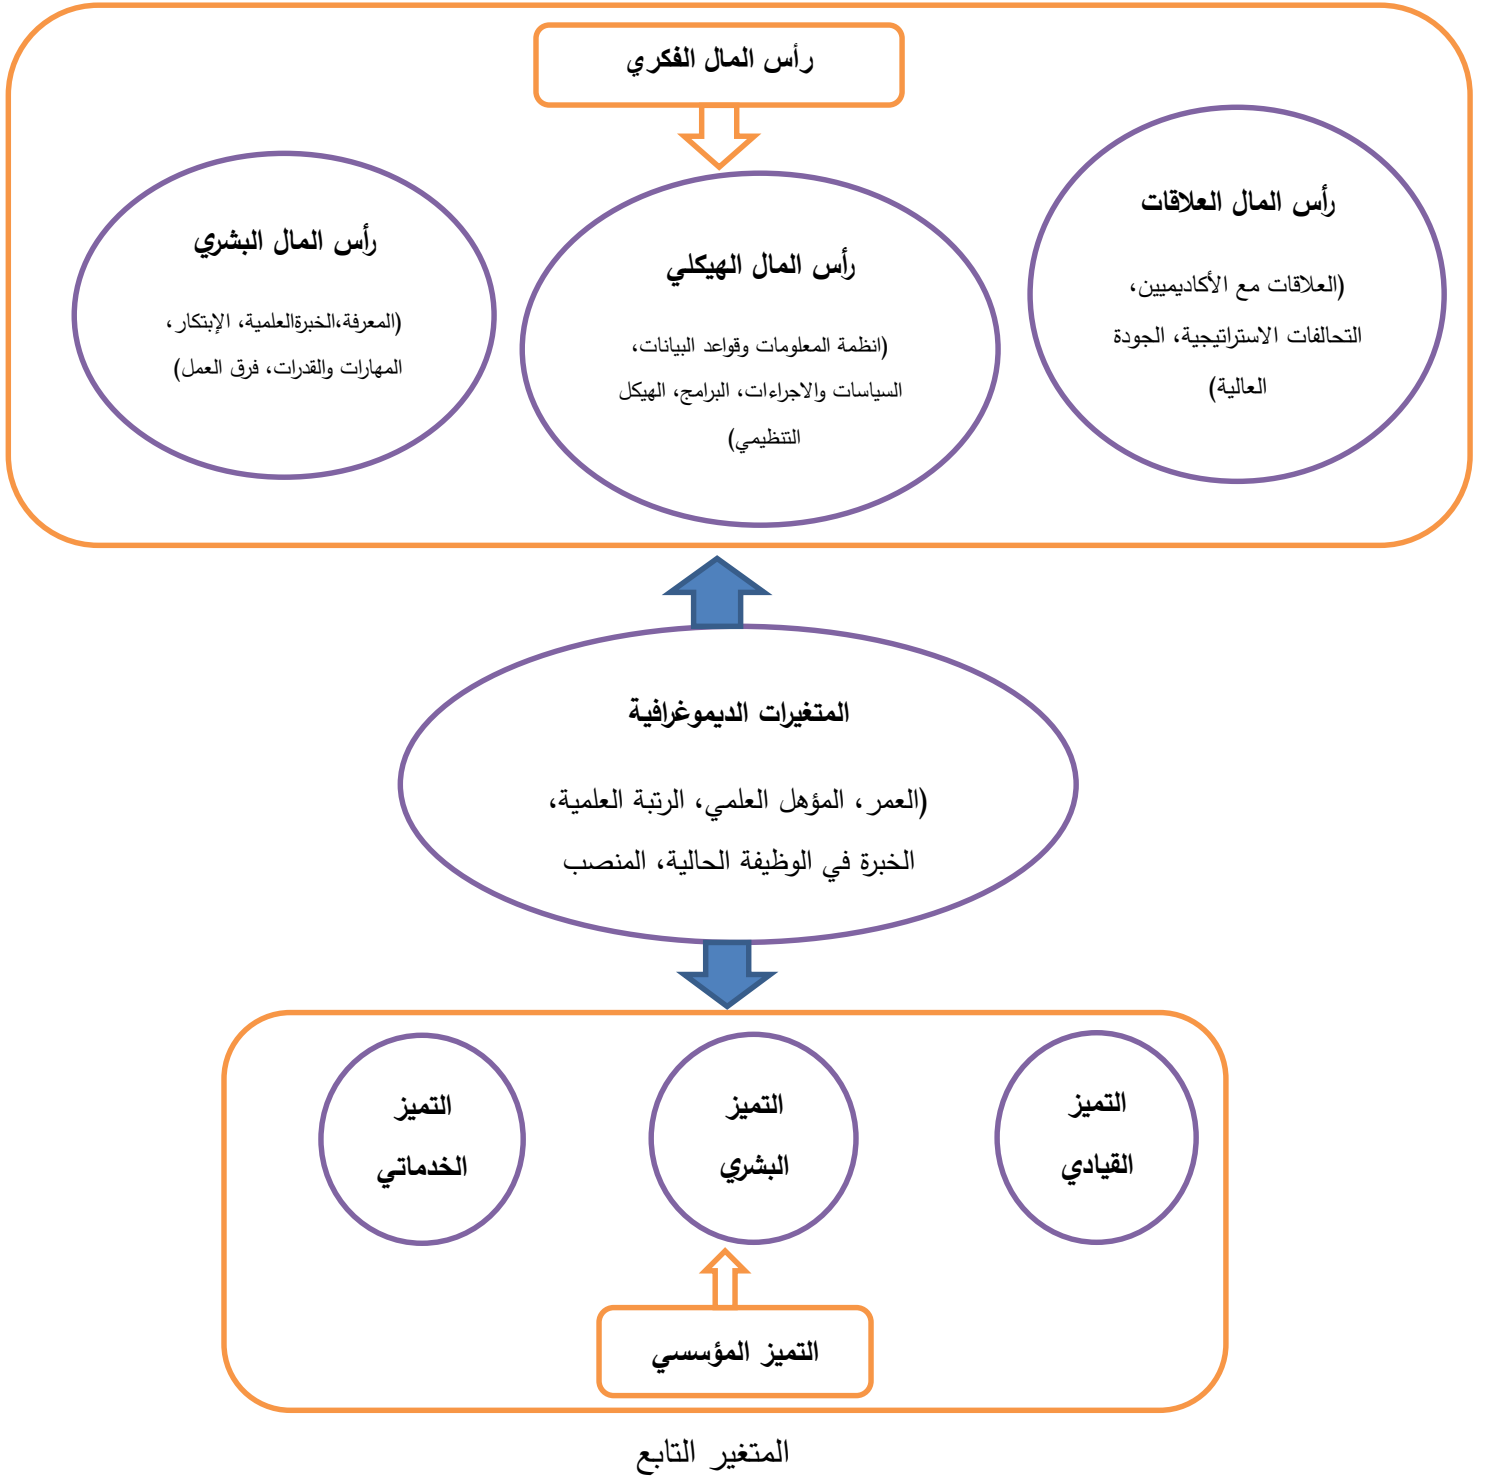 رأس المال الفكري
رأس المال العلاقات
(العلاقات مع الأكاديميين،
التحالفات الاستراتيجية، الجودة
العالية)
رأس المال الهيكلي
(انظمة المعلومات وقواعد البيانات،
السياسات والاجراءات، البرامج، الهيكل
التنظيمي)
رأس المال البشري
(المعرفة،الخبرةالعلمية، الإبتكار،
المهارات والقدرات، فرق العمل)
المتغيرات الديموغرافية
(العمر، المؤهل العلمي، الرتبة العلمية،
الخبرة في الوظيفة الحالية، المنصب
التميز
القيادي
التميز
البشري
التميز
الخدماتي
التميز المؤسسي
المتغير التابع